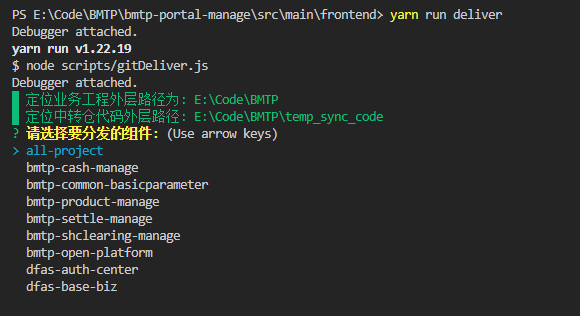 PS E:\Code\BMTP\bmtp-portal-manage\src\main\frontend> yarn run deliver
Debugger attached.
yarn run v1.22.19
$ node scripts/gitDeliver.js
Debugger attached.
定位业务工程外层路径为: E:\Code\BMTP
定位中转仓代码外层路径: E:\Code\BMTP\temp_sync_code
? 请选择要分发的组件: (Use arrow keys)
> all-project
bmtp-cash-manage
bmtp-common-basicparameter
bmtp-product-manage
bmtp-settle-manage
bmtp-shclearing-manage
bmtp-open-platform
dfas-auth-center
dfas-base-biz